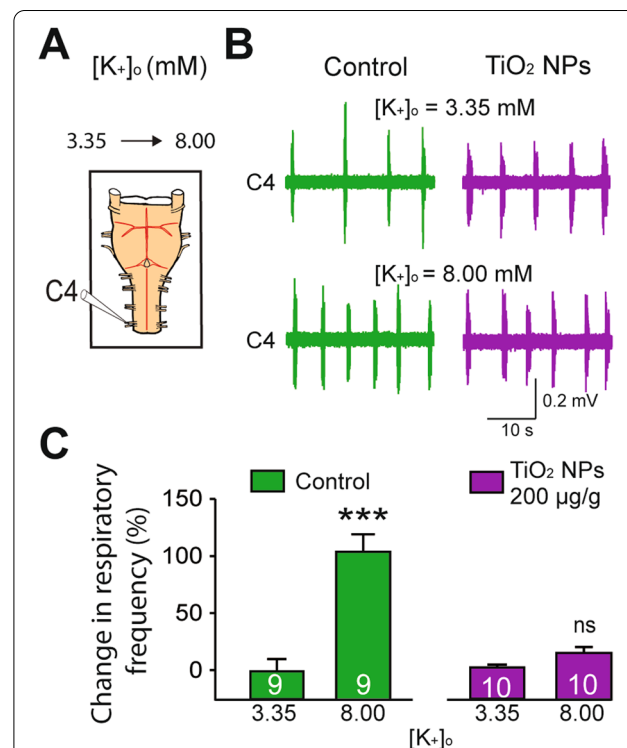 A
[K+]o (mM)
3.35 → 8.00
C4
B
Control TiO2 NPs
[K+]o = 3.35 mM
C4
[K+]o = 8.00 mM
C4
0.2 mV
10 s
C
Change in respiratory
frequency (%)
Control
TiO2 NPs
200 µg/g
150
100
50
0
***
ns
9 9 10 10
3.35 8.00 3.35 8.00
[K+]o